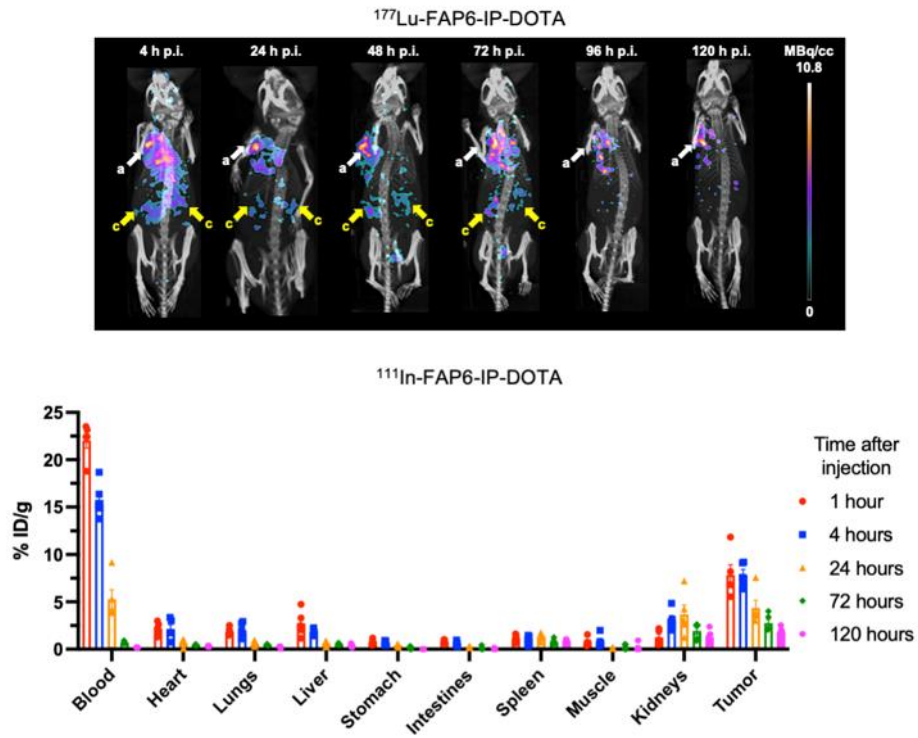 ¹⁷⁷Lu-FAP6-IP-DOTA
4 h p.i.
24 h p.i.
48 h p.i.
72 h p.i.
96 h p.i.
120 h p.i.
MBq/cc
10.8
a
a
a
a
a
a
c
c
c
c
c
c
c
c
0
¹¹¹In-FAP6-IP-DOTA
% ID/g
25
20
15
10
5
0
Blood
Heart
Lungs
Liver
Stomach
Intestines
Spleen
Muscle
Kidneys
Tumor
Time after
injection
1 hour
4 hours
24 hours
72 hours
120 hours